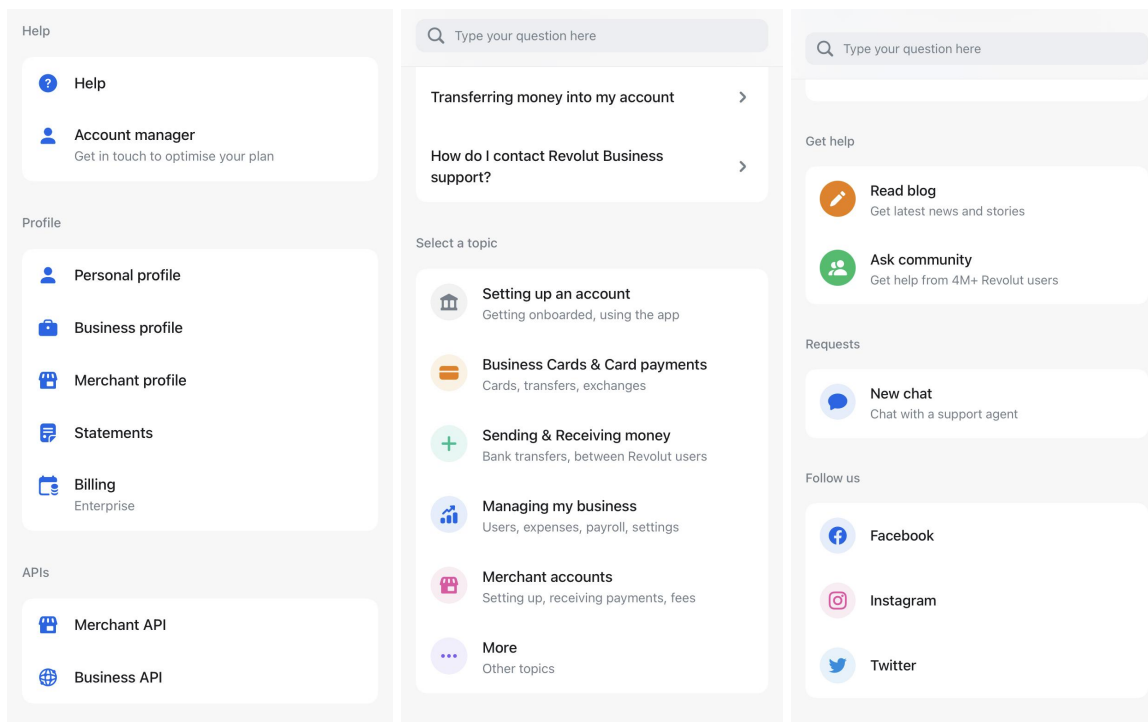 Help
Help
Account manager
Get in touch to optimise your plan
Profile
Personal profile
Business profile
Merchant profile
Statements
Billing
Enterprise
APIs
Merchant API
Business API
Type your question here
Transferring money into my account
How do I contact Revolut Business
support?
Select a topic
Setting up an account
Getting onboarded, using the app
Business Cards & Card payments
Cards, transfers, exchanges
Sending & Receiving money
Bank transfers, between Revolut users
Managing my business
Users, expenses, payroll, settings
Merchant accounts
Setting up, receiving payments, fees
More
Other topics
Type your question here
Get help
Read blog
Get latest news and stories
Ask community
Get help from 4M+ Revolut users
Requests
New chat
Chat with a support agent
Follow us
Facebook
Instagram
Twitter